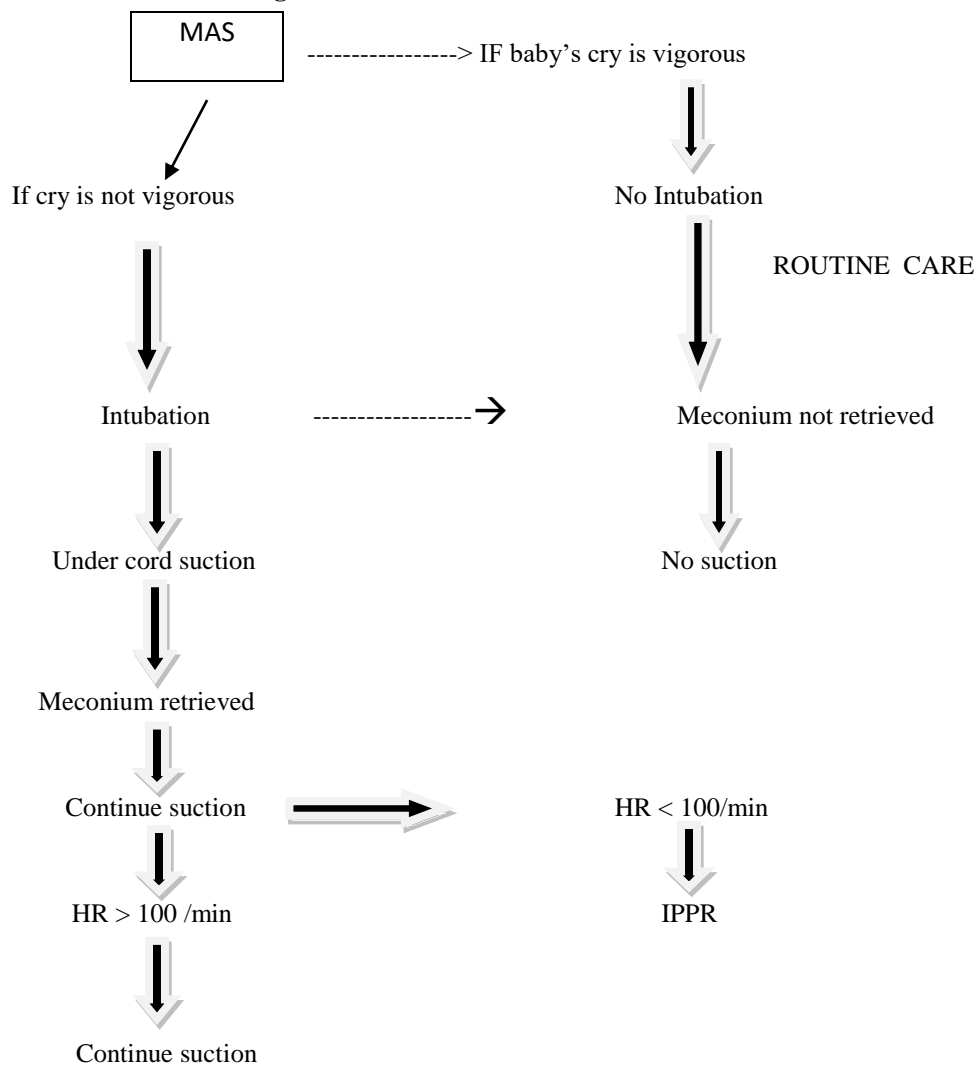 MAS
-----------------> IF baby’s cry is vigorous
If cry is not vigorous
No Intubation
ROUTINE CARE
Intubation
------------------ →
Meconium not retrieved
Under cord suction
No suction
Meconium retrieved
Continue suction
HR < 100/min
HR > 100 /min
IPPR
Continue suction